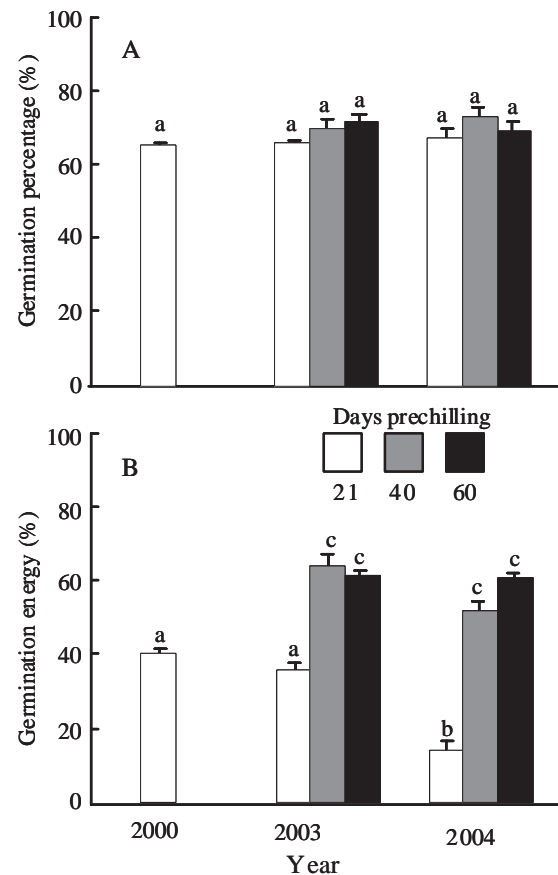 100
A
80
60
40
20
0
Germination percentage (%)
a
a
a
a
a
a
a
Days prechilling
21 40 60
100
B
80
60
40
20
0
Germination energy (%)
a
a
c
c
b
c
c
2000 2003 2004
Year